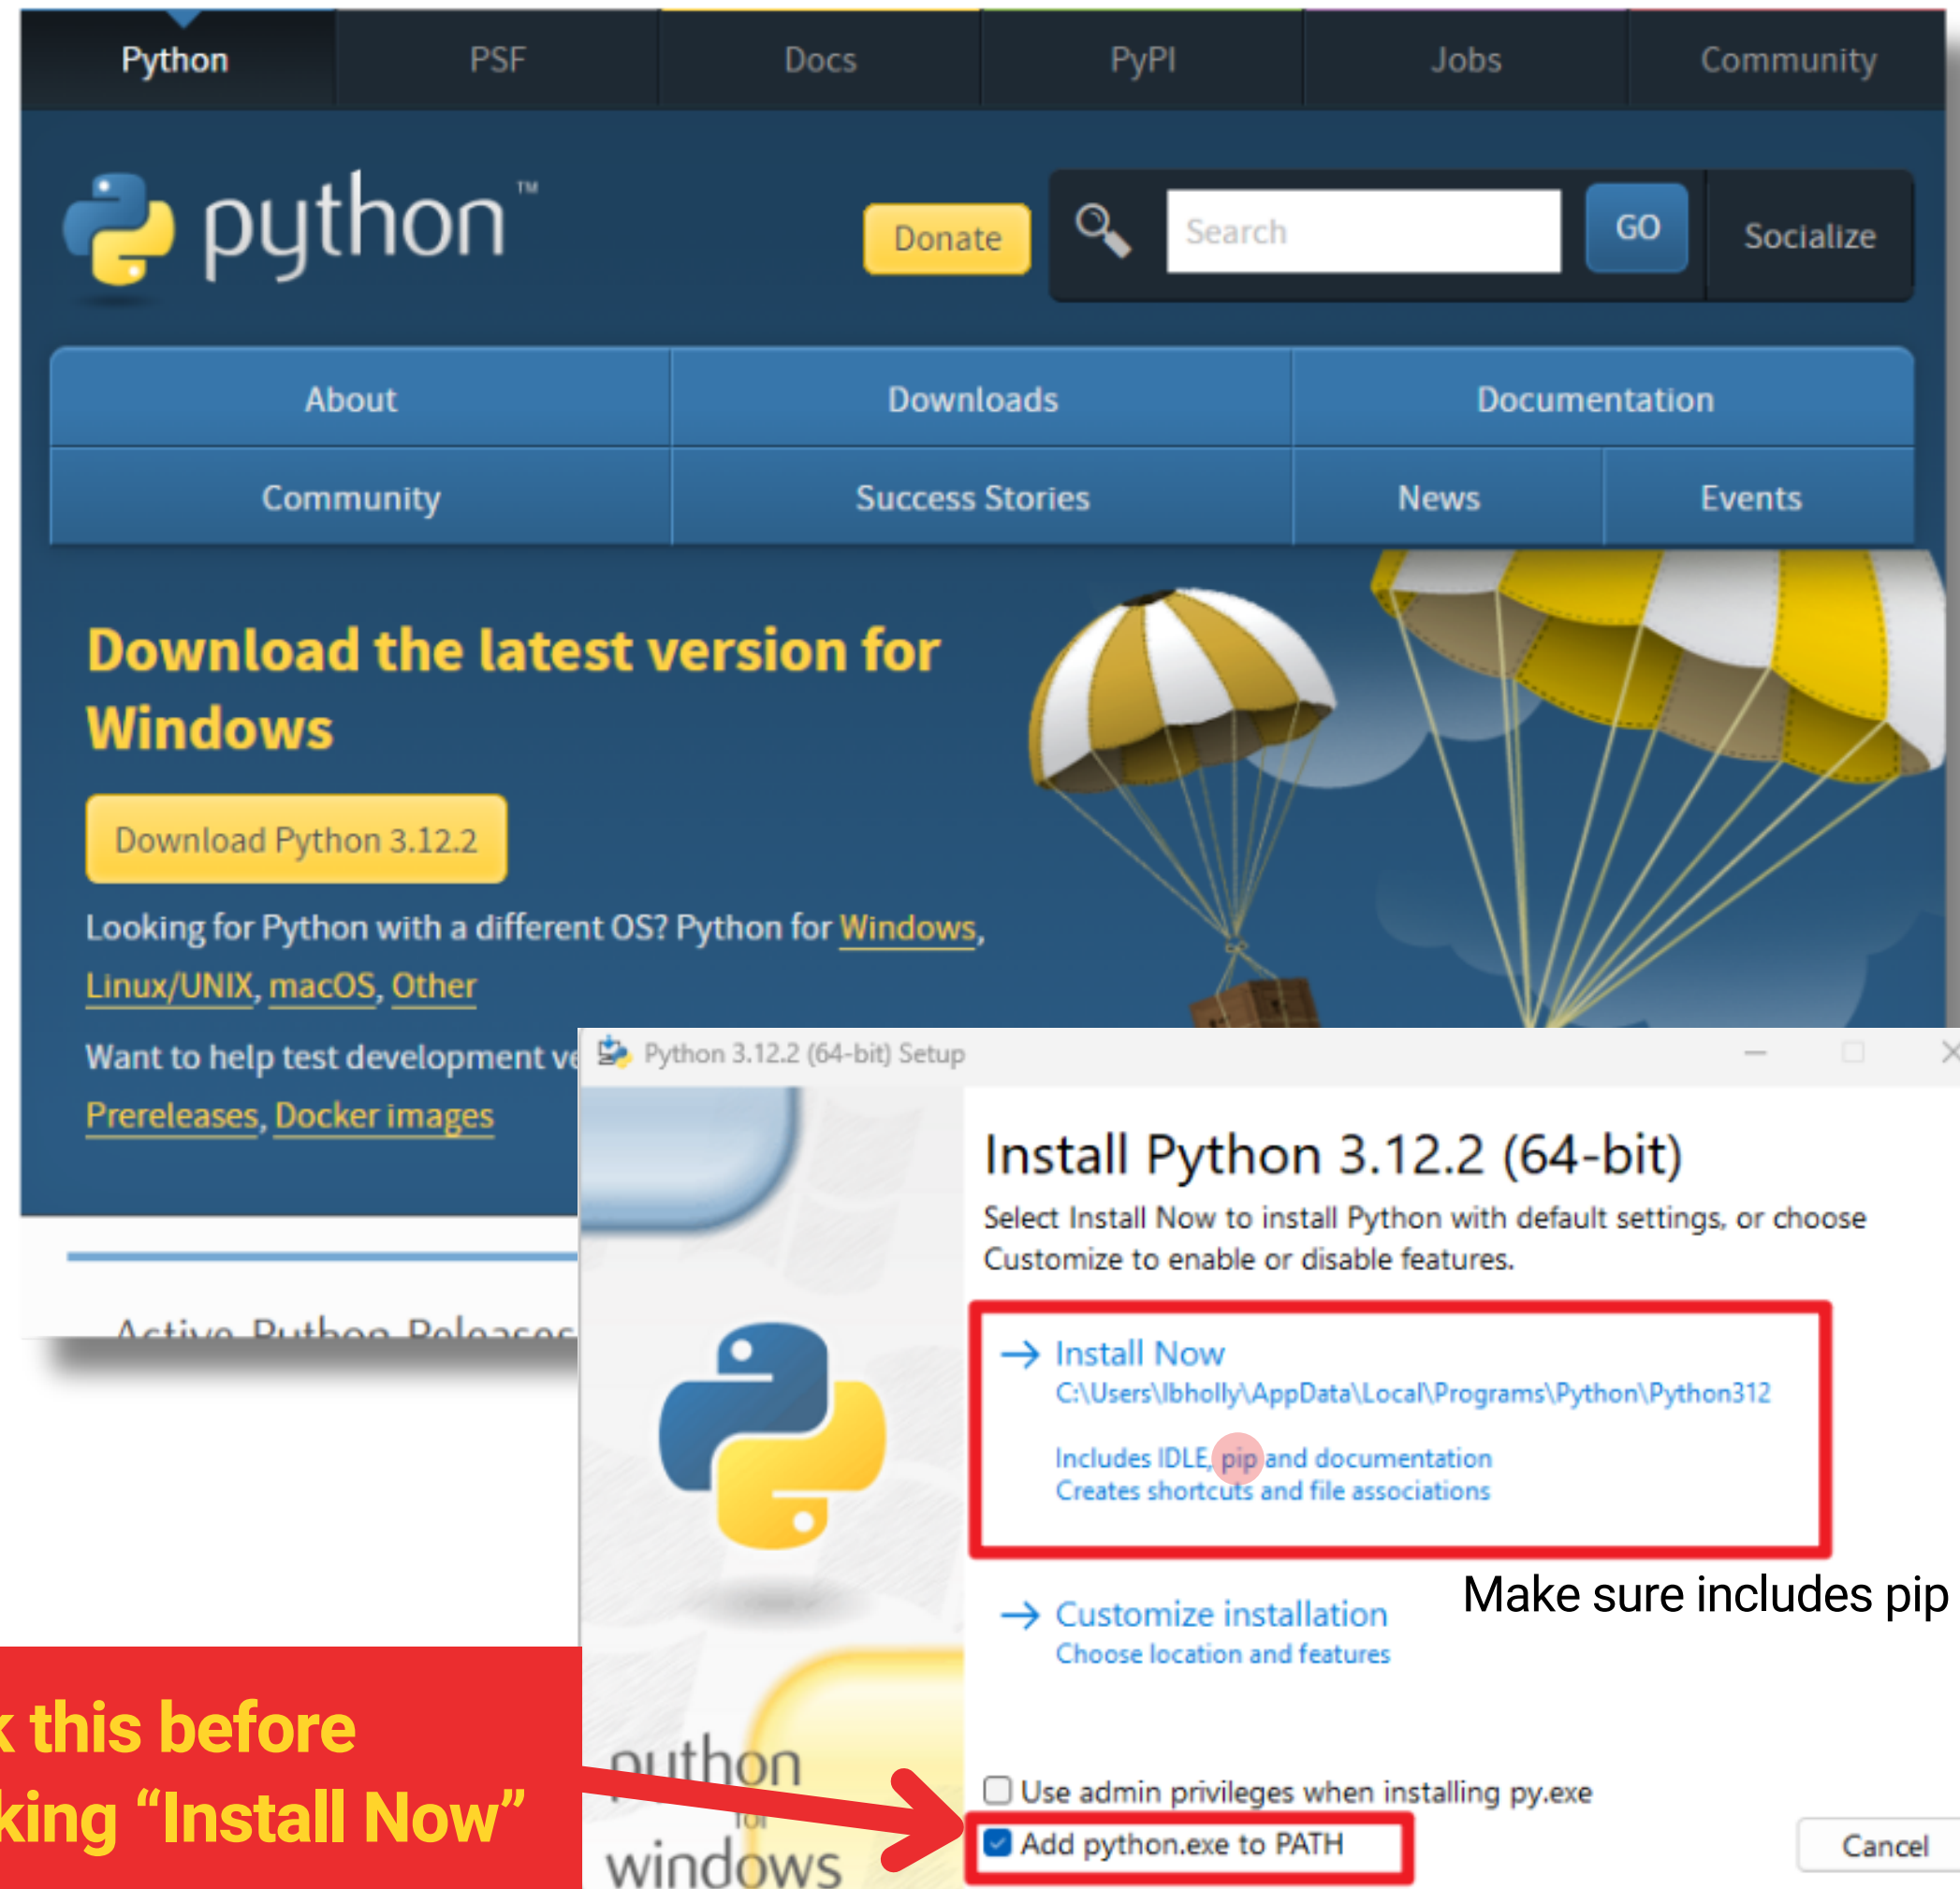 Python PSF Docs PyPI Jobs Community
python™
Donate Search GO Socialize
About Downloads Documentation
Community Success Stories News Events
Download the latest version for
Windows
Download Python 3.12.2
Looking for Python with a different OS? Python for Windows,
Linux/UNIX, macOS, Other
Want to help test development
Prereleases, Docker images
Active Python Releases
Python 3.12.2 (64-bit) Setup
Install Python 3.12.2 (64-bit)
Select Install Now to install Python with default settings, or choose
Customize to enable or disable features.
Install Now
C:\Users\lbholly\AppData\Local\Programs\Python\Python312
Includes IDLE, pip and documentation
Creates shortcuts and file associations
Make sure includes pip
Customize installation
Choose location and features
k this before
king “Install Now”
python
for
windows
Use admin privileges when installing py.exe
Add python.exe to PATH
Cancel